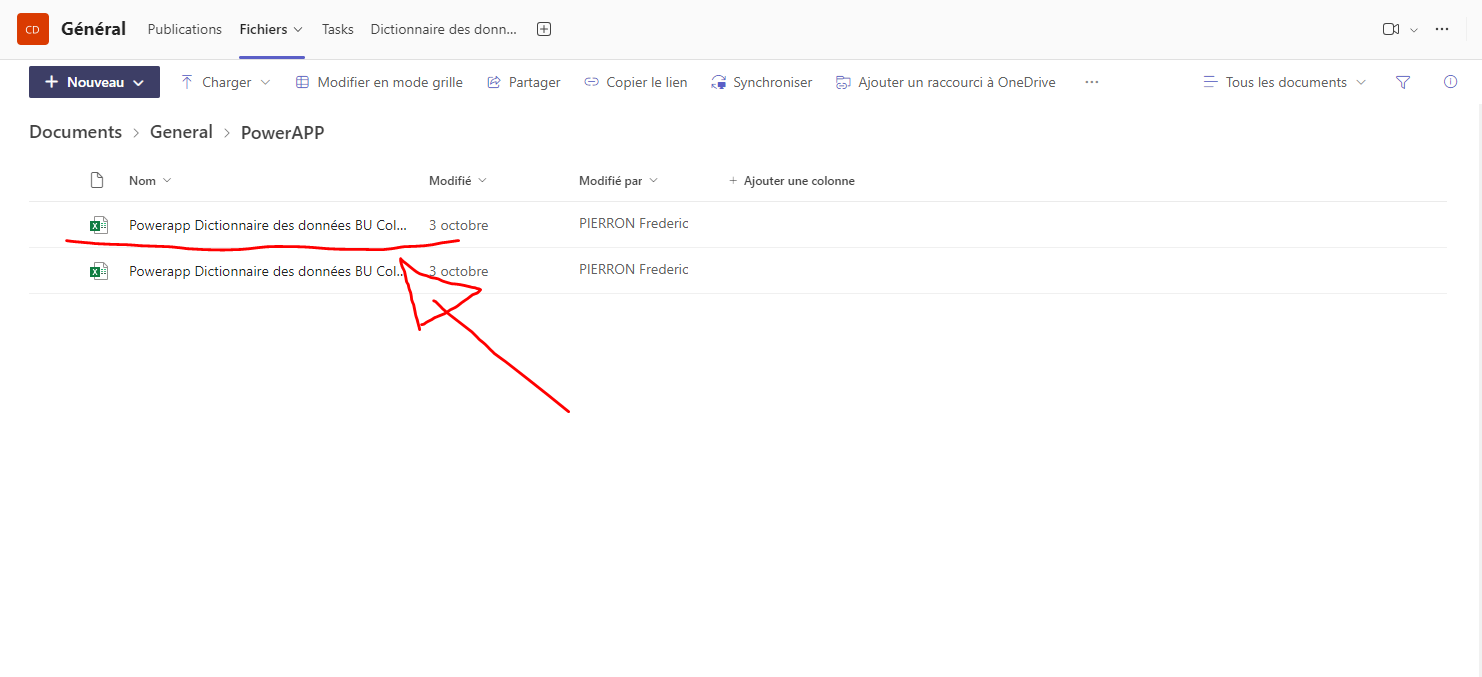 CD Général Publications Fichiers Tasks Dictionnaire des donn...
Nouveau Charger Modifier en mode grille Partager Copier le lien Synchroniser Ajouter un raccourci à OneDrive ... Tous les documents
Documents > General > PowerAPP
Nom Modifié Modifié par + Ajouter une colonne
Powerapp Dictionnaire des données BU Col... 3 octobre PIERRON Frederic
Powerapp Dictionnaire des données BU Col... 3 octobre PIERRON Frederic